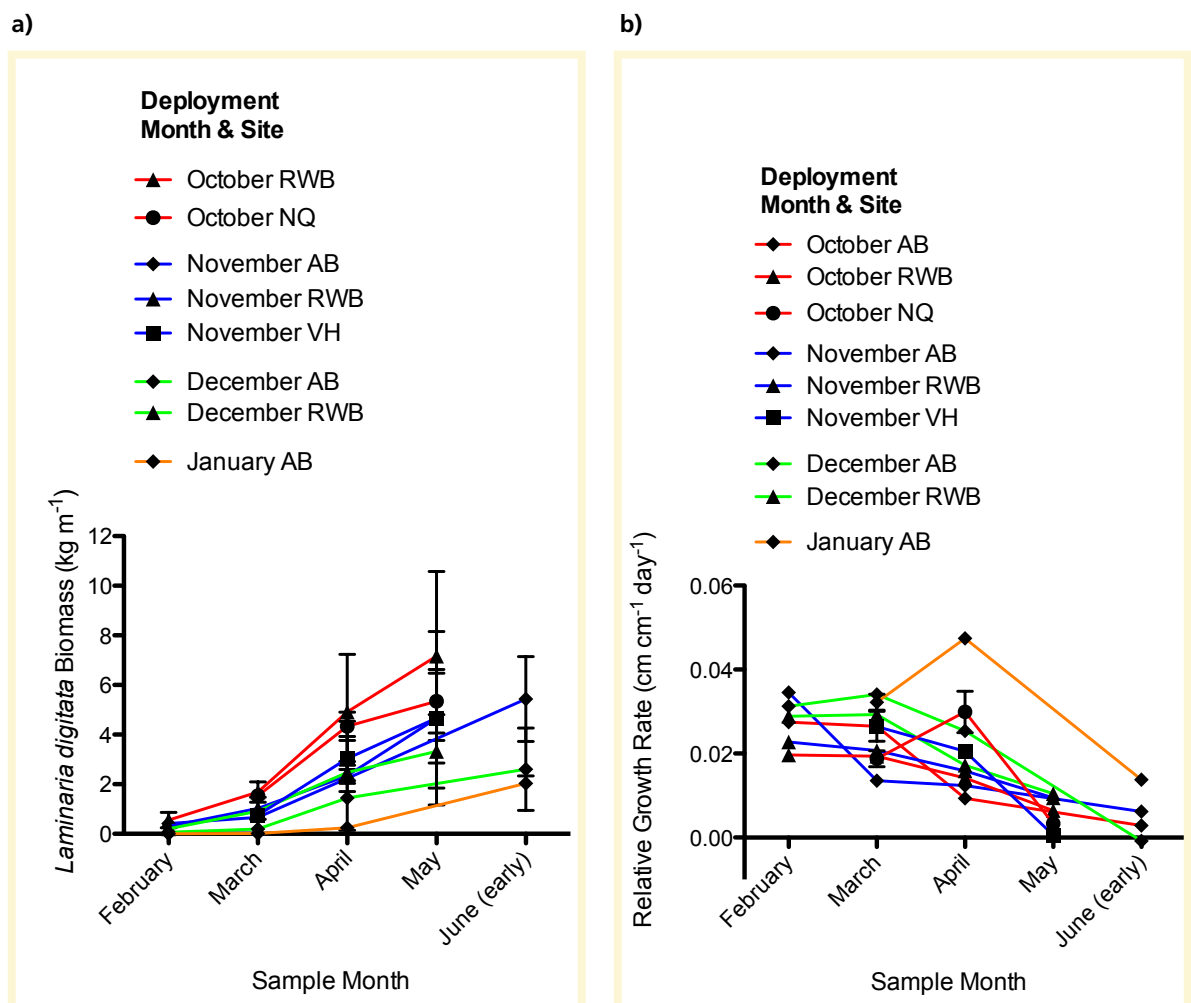 a)
Deployment
Month & Site
October RWB
October NQ
November AB
November RWB
November VH
December AB
December RWB
January AB
Laminaria digitata Biomass (kg m⁻¹)
12
10
8
6
4
2
0
February
March
April
May
June (early)
Sample Month
b)
Deployment
Month & Site
October AB
October RWB
October NQ
November AB
November RWB
November VH
December AB
December RWB
January AB
Relative Growth Rate (cm cm⁻¹ day⁻¹)
0.06
0.04
0.02
0.00
February
March
April
May
June (early)
Sample Month